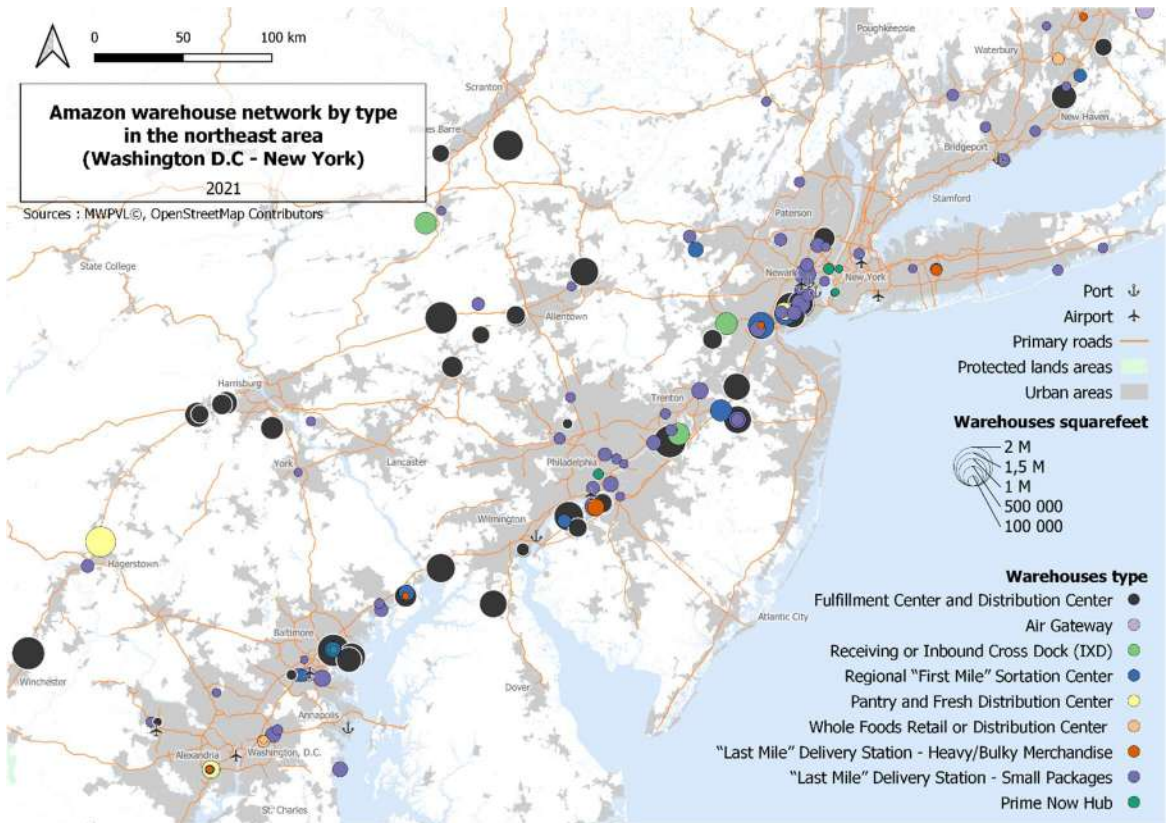 0 50 100 km
Amazon warehouse network by type
in the northeast area
(Washington D.C - New York)
2021
Sources : MWPVL©, OpenStreetMap Contributors
Poughkeepsie
Waterbury
Scranton
Wilkes Barre
New Haven
Bridgeport
Stamford
Paterson
State College
Newark
New York
Allentown
Harrisburg
Trenton
York
Lancaster
Philadelphia
Wilmington
Hagerstown
Atlantic City
Baltimore
Winchester
Dover
Annapolis
Alexandria
Washington, D.C.
St. Charles
Port
Airport
Primary roads
Protected lands areas
Urban areas
Warehouses squarefeet
2 M
1,5 M
1 M
500 000
100 000
Warehouses type
Fulfillment Center and Distribution Center
Air Gateway
Receiving or Inbound Cross Dock (IXD)
Regional “First Mile” Sortation Center
Pantry and Fresh Distribution Center
Whole Foods Retail or Distribution Center
“Last Mile” Delivery Station - Heavy/Bulky Merchandise
“Last Mile” Delivery Station - Small Packages
Prime Now Hub